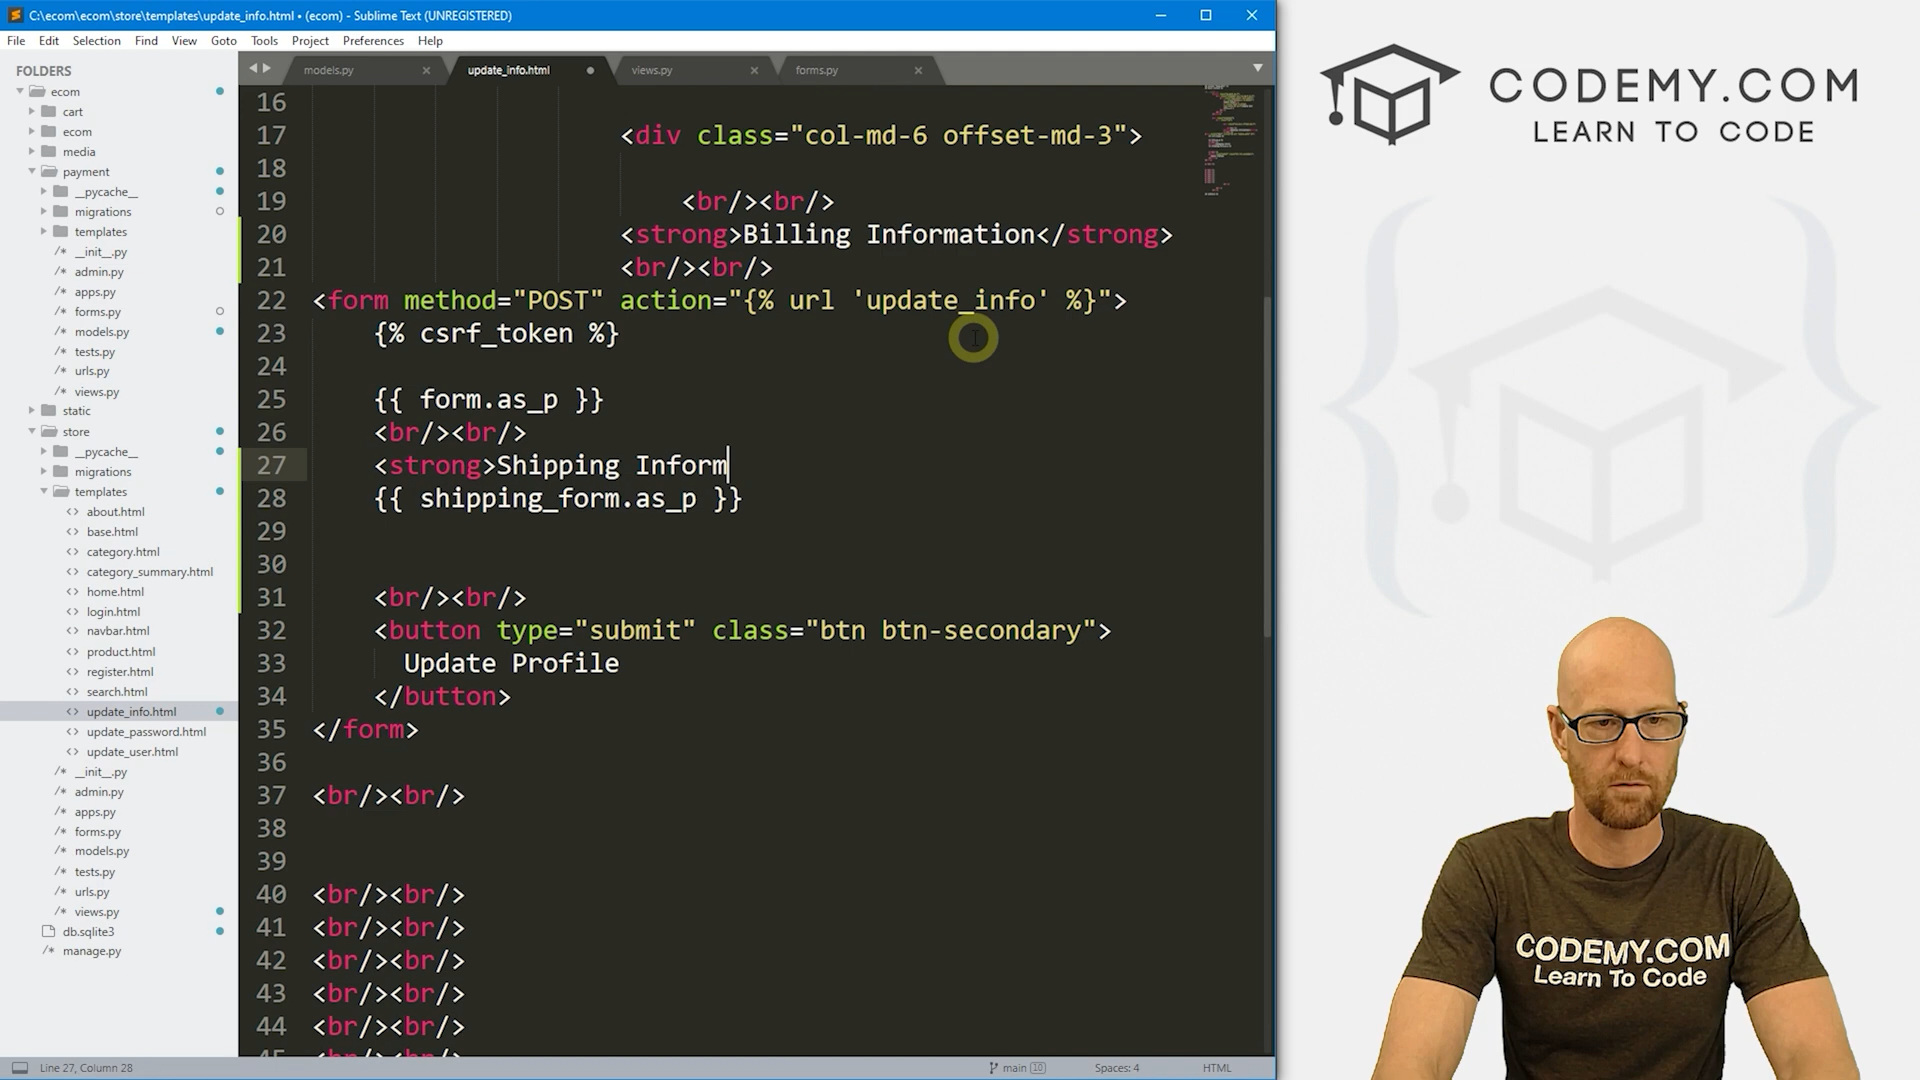 C:\ecom\ecom\store\templates\update_info.html • (ecom) - Sublime Text (UNREGISTERED)
File Edit Selection Find View Goto Tools Project Preferences Help
FOLDERS
ecom
cart
ecom
media
payment
__pycache__
migrations
templates
/* __init__.py
/* admin.py
/* apps.py
/* forms.py
/* models.py
/* tests.py
/* urls.py
/* views.py
static
store
__pycache__
migrations
templates
<> about.html
<> base.html
<> category.html
<> category_summary.html
<> home.html
<> login.html
<> navbar.html
<> product.html
<> register.html
<> search.html
<> update_info.html
<> update_password.html
<> update_user.html
/* __init__.py
/* admin.py
/* apps.py
/* forms.py
/* models.py
/* tests.py
/* urls.py
/* views.py
db.sqlite3
/* manage.py
models.py update_info.html views.py forms.py
16
17 <div class="col-md-6 offset-md-3">
18
19 <br/><br/>
20 <strong>Billing Information</strong>
21 <br/><br/>
22 <form method="POST" action="{% url 'update_info' %}">
23 {% csrf_token %}
24
25 {{ form.as_p }}
26 <br/><br/>
27 <strong>Shipping Inform
28 {{ shipping_form.as_p }}
29
30
31 <br/><br/>
32 <button type="submit" class="btn btn-secondary">
33 Update Profile
34 </button>
35 </form>
36
37 <br/><br/>
38
39
40 <br/><br/>
41 <br/><br/>
42 <br/><br/>
43 <br/><br/>
44 <br/><br/>
Line 27, Column 28
main 10
Spaces: 4
HTML
CODEMY.COM
LEARN TO CODE
CODEMY.COM
Learn To Code